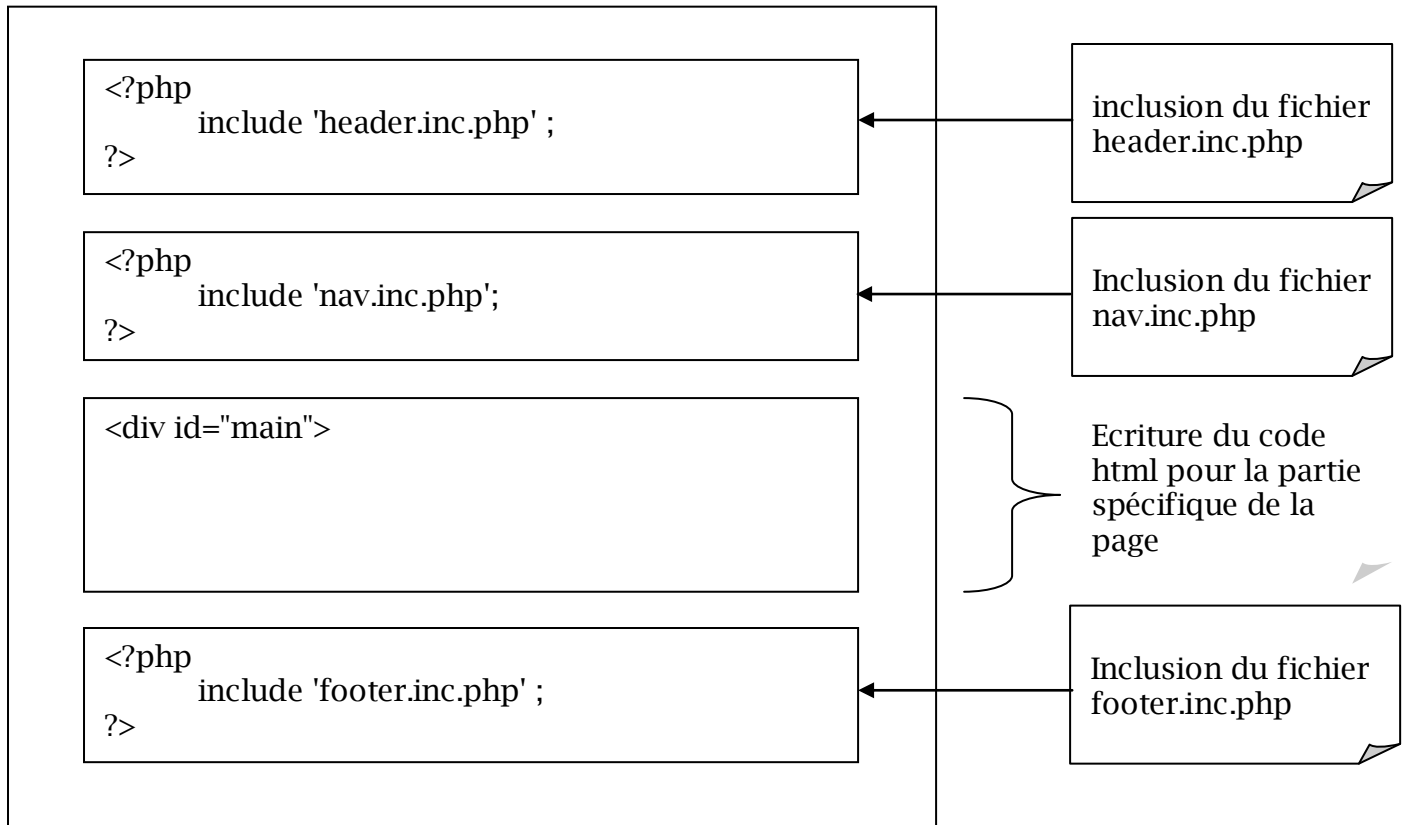 <?php
include 'header.inc.php' ;
?>
inclusion du fichier
header.inc.php
<?php
include 'nav.inc.php';
?>
Inclusion du fichier
nav.inc.php
<div id="main">
Ecriture du code
html pour la partie
spécifique de la
page
<?php
include 'footer.inc.php' ;
?>
Inclusion du fichier
footer.inc.php